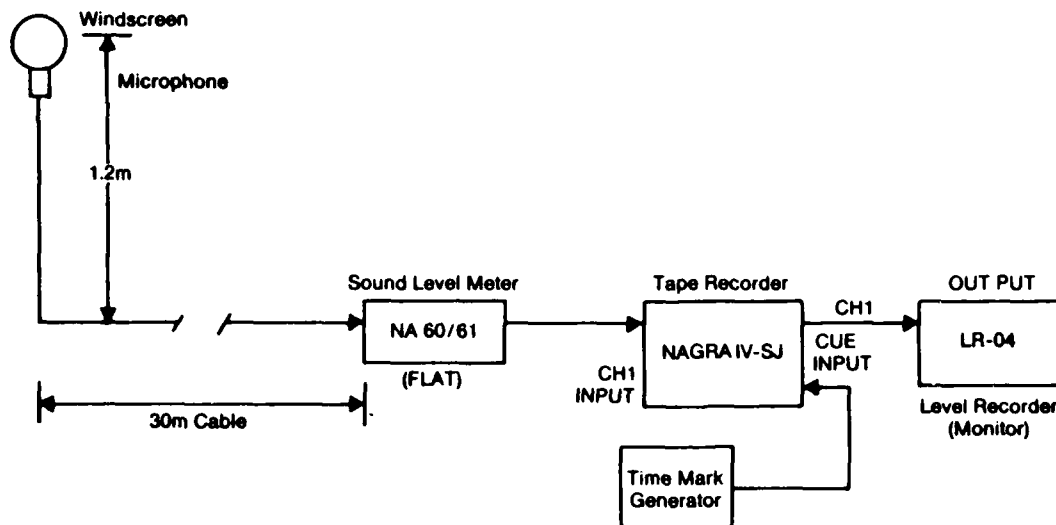 Windscreen
Microphone
1.2m
30m Cable
Sound Level Meter
NA 60/61
(FLAT)
Tape Recorder
CH1
INPUT
NAGRA IV-SJ
CH1
CUE
INPUT
Time Mark
Generator
OUT PUT
LR-04
Level Recorder
(Monitor)